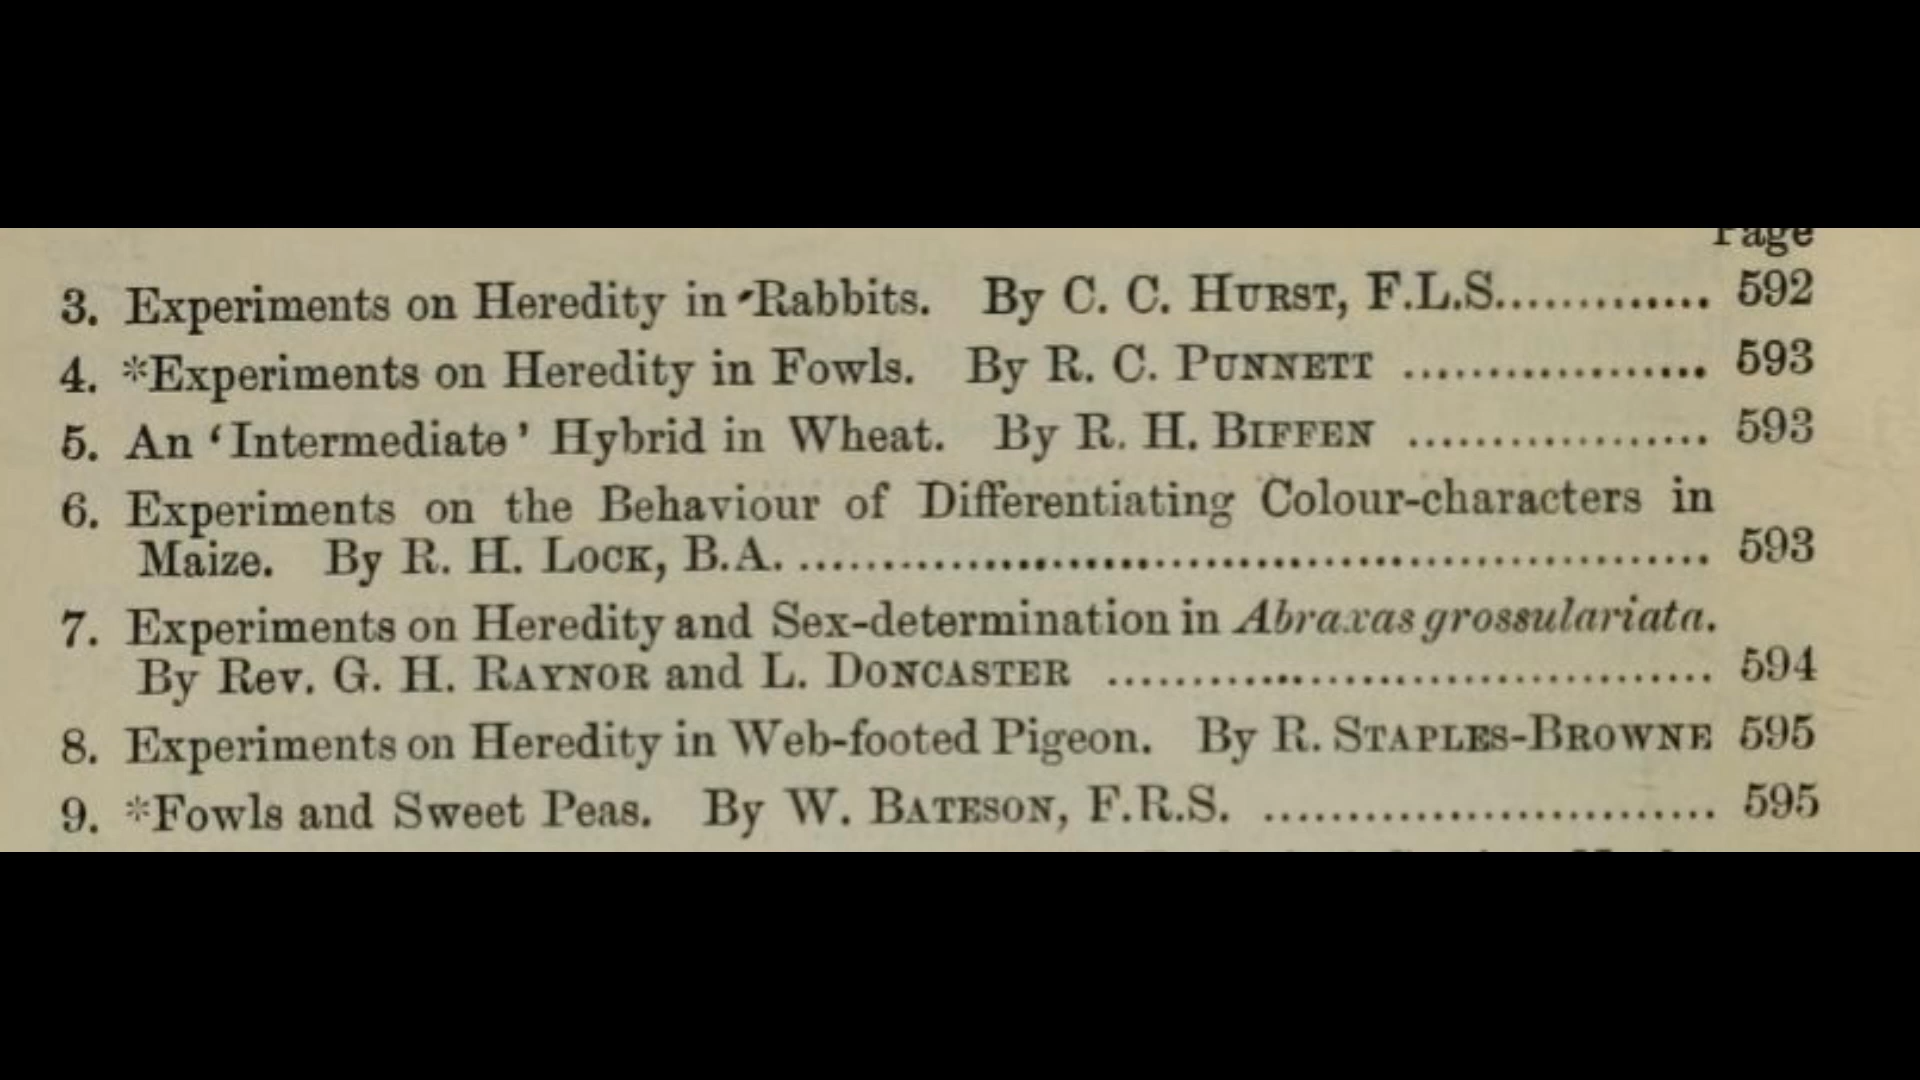 Page
3. Experiments on Heredity in Rabbits. By C. C. HURST, F.L.S............. 592
4. *Experiments on Heredity in Fowls. By R. C. PUNNETT .................. 593
5. An ‘Intermediate’ Hybrid in Wheat. By R. H. BIFFEN .................. 593
6. Experiments on the Behaviour of Differentiating Colour-characters in
Maize. By R. H. LOCK, B.A. ...................................................... 593
7. Experiments on Heredity and Sex-determination in Abraxas grossulariata.
By Rev. G. H. RAYNOR and L. DONCASTER .................................... 594
8. Experiments on Heredity in Web-footed Pigeon. By R. STAPLES-BROWNE 595
9. *Fowls and Sweet Peas. By W. BATESON, F.R.S. ........................... 595